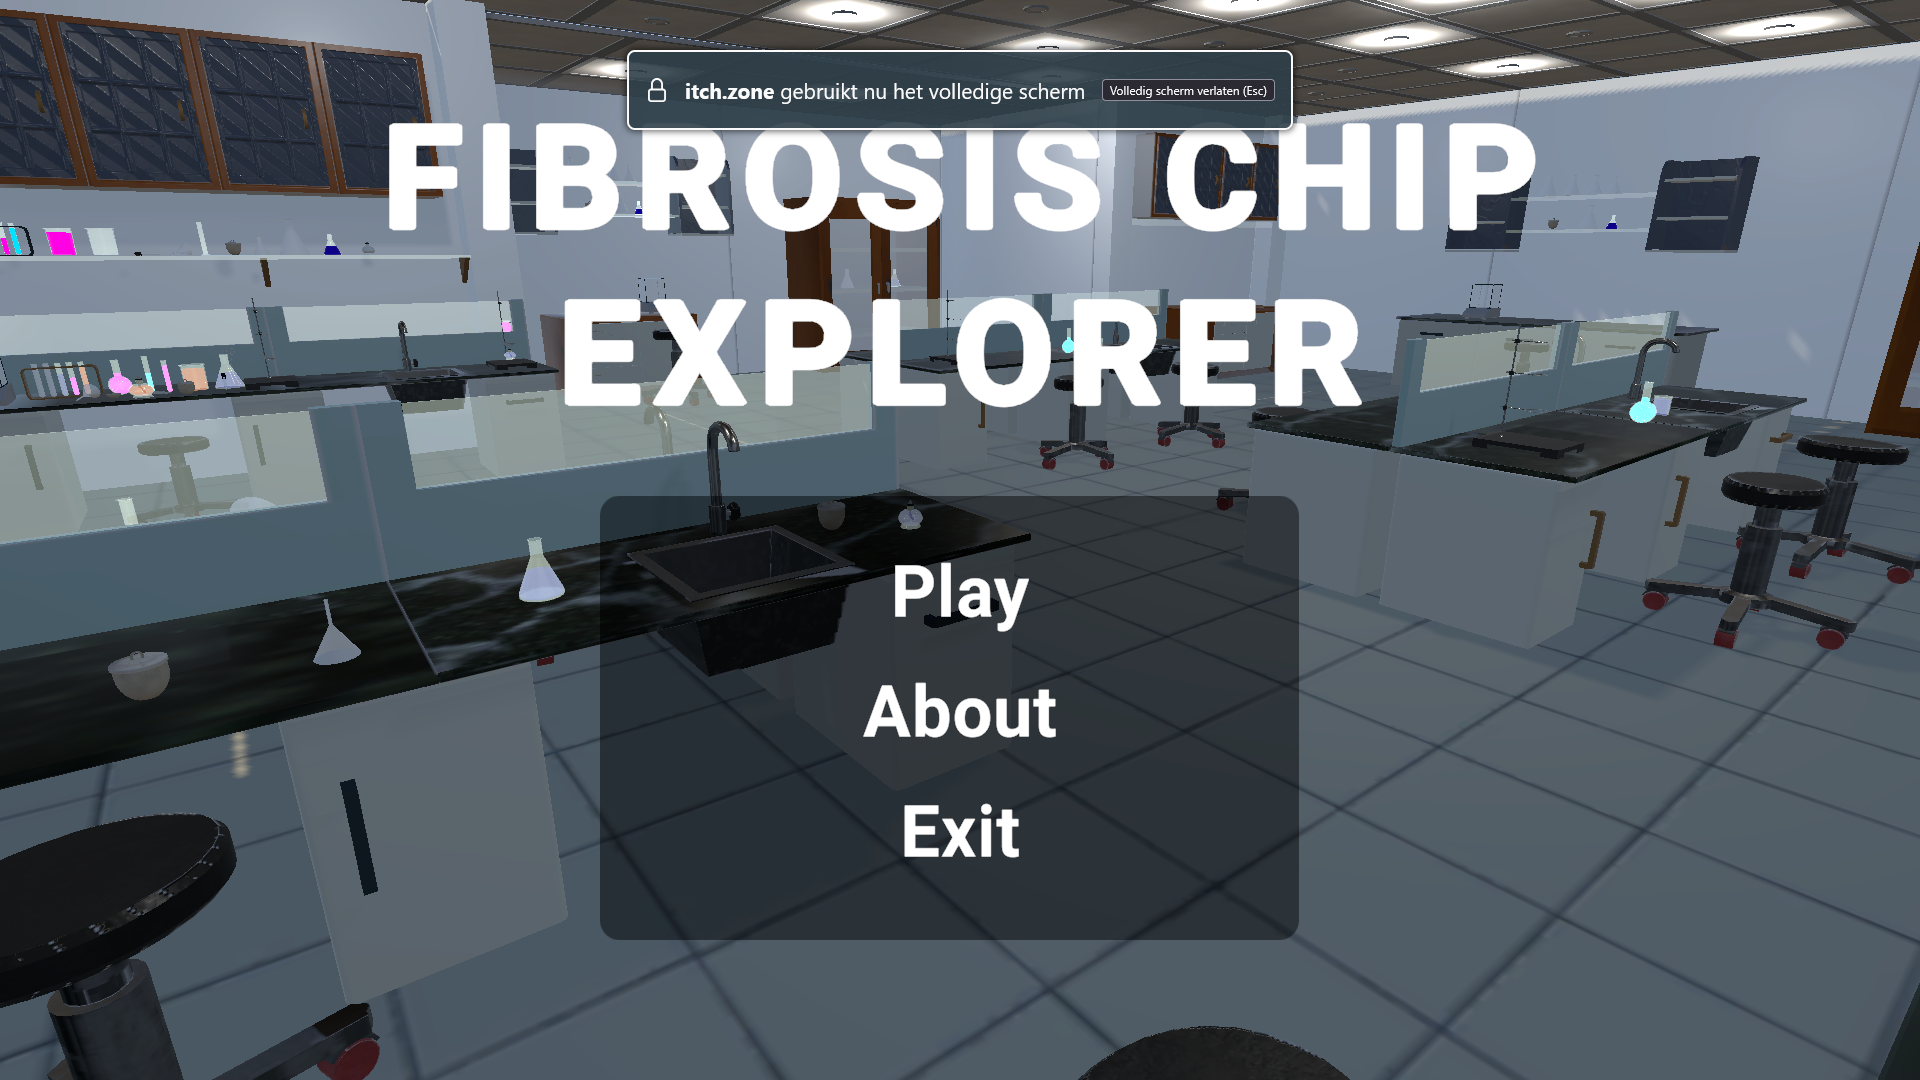 itch.zone gebruikt nu het volledige scherm Volledig scherm verlaten (Esc)
FIBROSIS CHIP
EXPLORER
Play
About
Exit